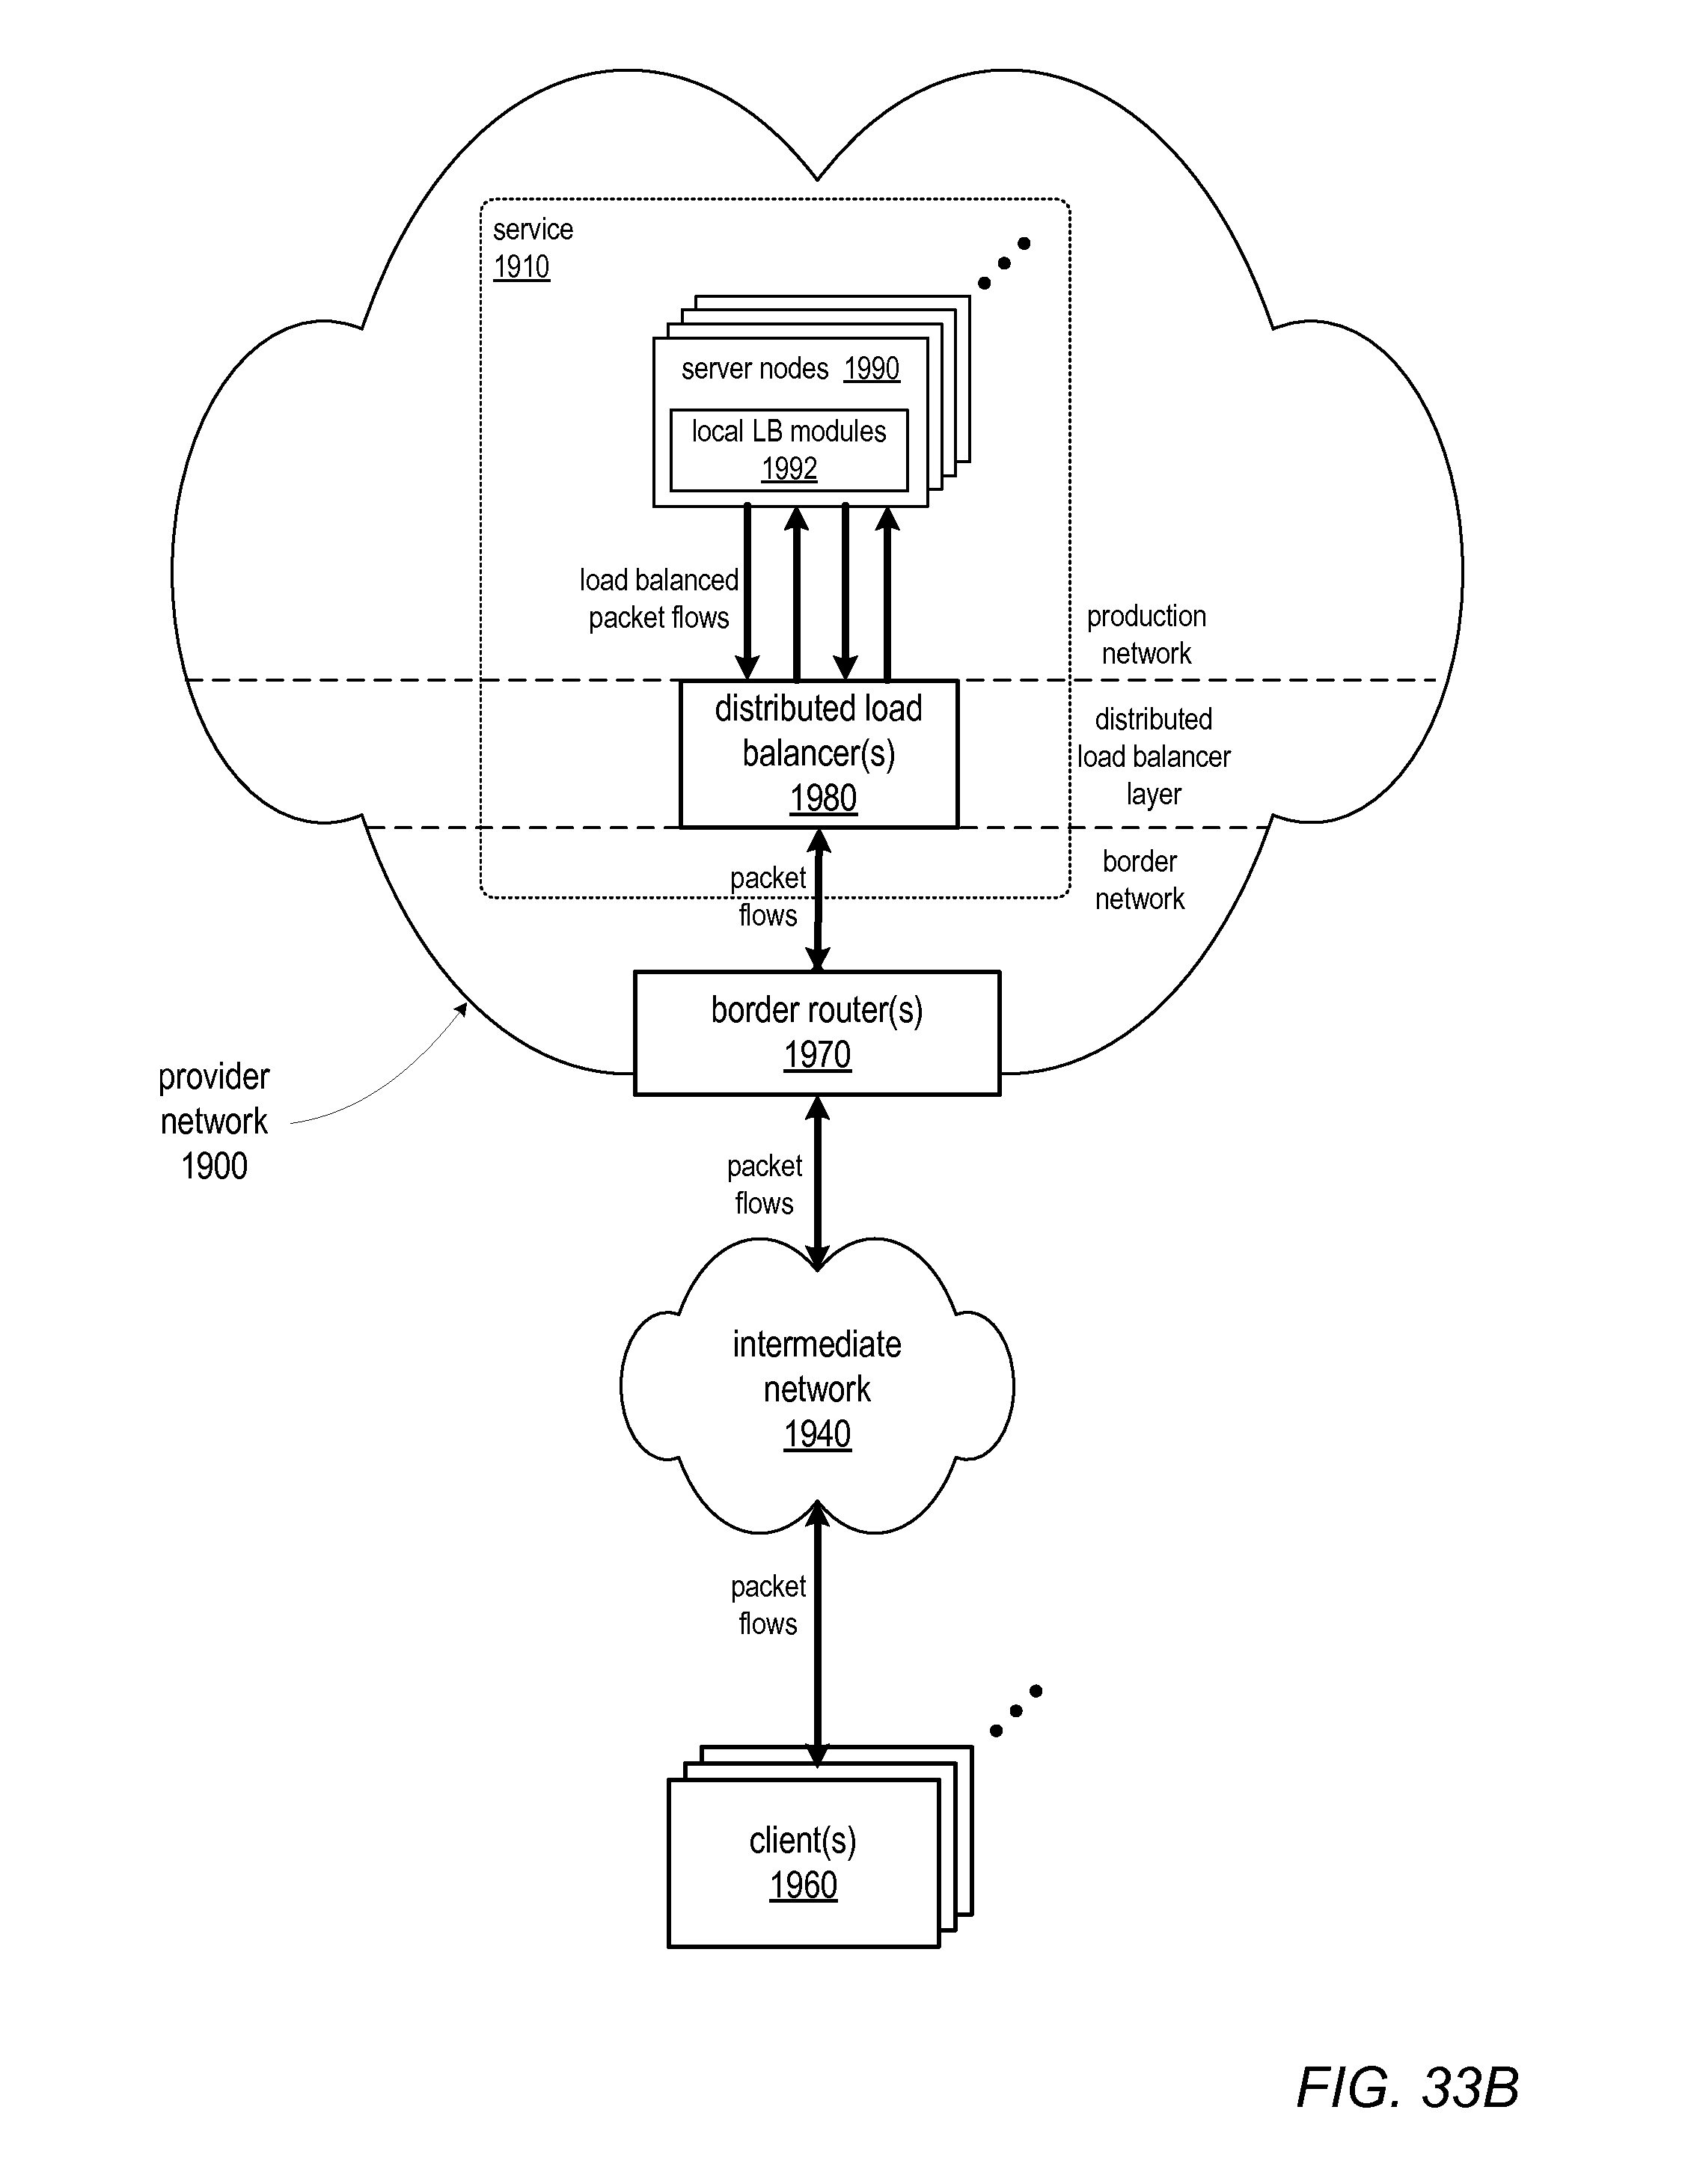 service
1910
server nodes 1990
local LB modules
1992
load balanced
packet flows
production
network
distributed load
balancer(s)
1980
distributed
load balancer
layer
border
network
packet
flows
border router(s)
1970
provider
network
1900
packet
flows
intermediate
network
1940
packet
flows
client(s)
1960
FIG. 33B